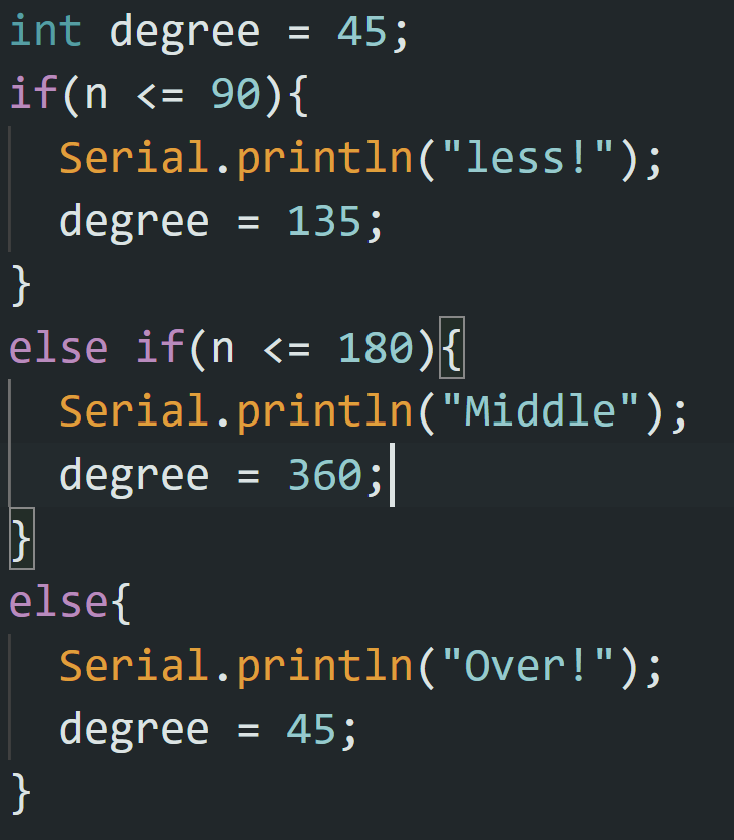 int degree = 45;
if(n <= 90){
  Serial.println("less!");
  degree = 135;
}
else if(n <= 180){
  Serial.println("Middle");
  degree = 360;
}
else{
  Serial.println("Over!");
  degree = 45;
}